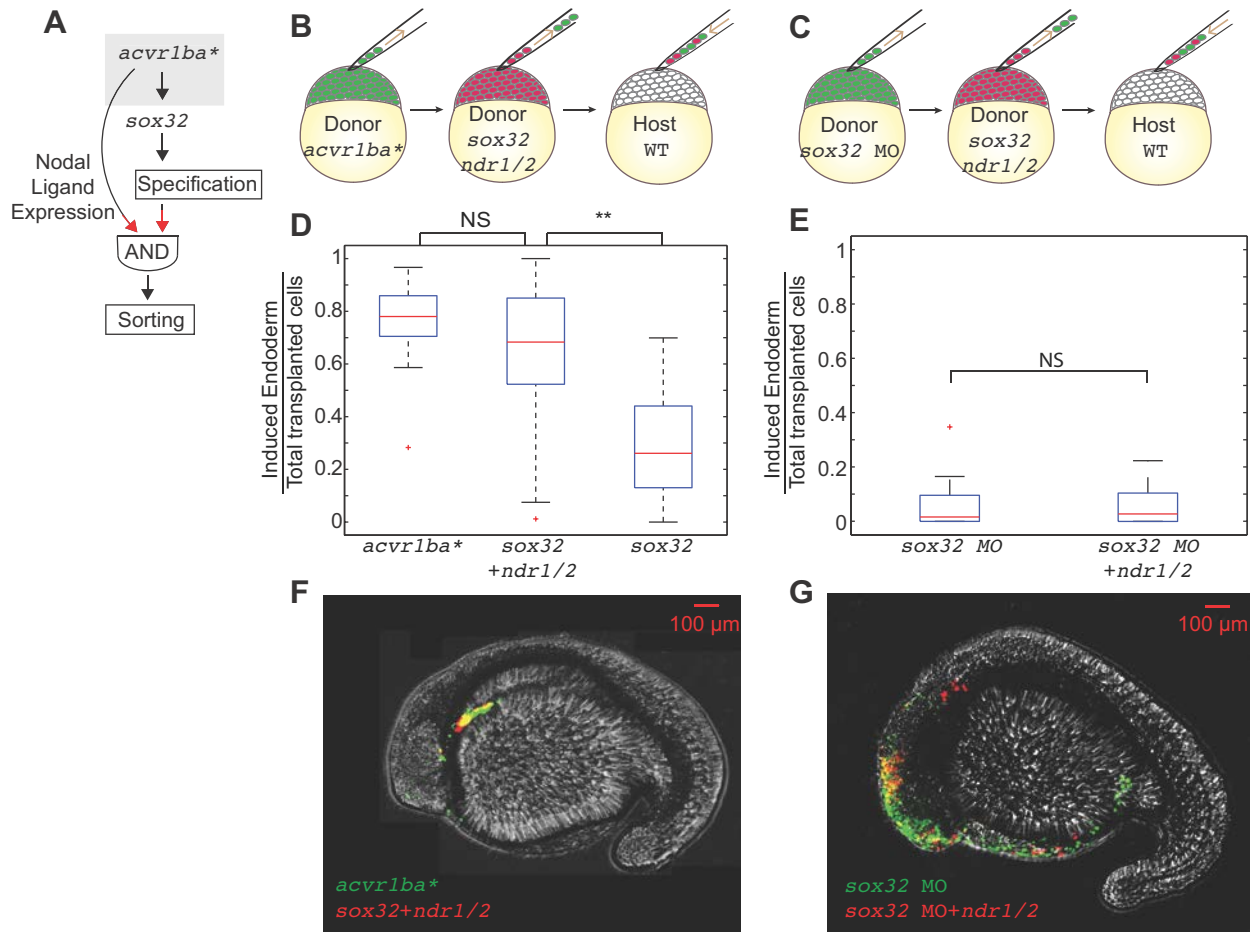 A
acvr1ba*
sox32
Nodal
Ligand
Expression
Specification
AND
Sorting
B
Donor
acvr1ba*
Donor
sox32
ndr1/2
Host
WT
C
Donor
sox32 MO
Donor
sox32
ndr1/2
Host
WT
D
NS
**
Induced Endoderm
Total transplanted cells
1
0.8
0.6
0.4
0.2
0
acvr1ba*
sox32
+ndr1/2
sox32
E
NS
Induced Endoderm
Total transplanted cells
1
0.8
0.6
0.4
0.2
0
sox32 MO
sox32 MO
+ndr1/2
F
100 µm
acvr1ba*
sox32+ndr1/2
G
100 µm
sox32 MO
sox32 MO+ndr1/2